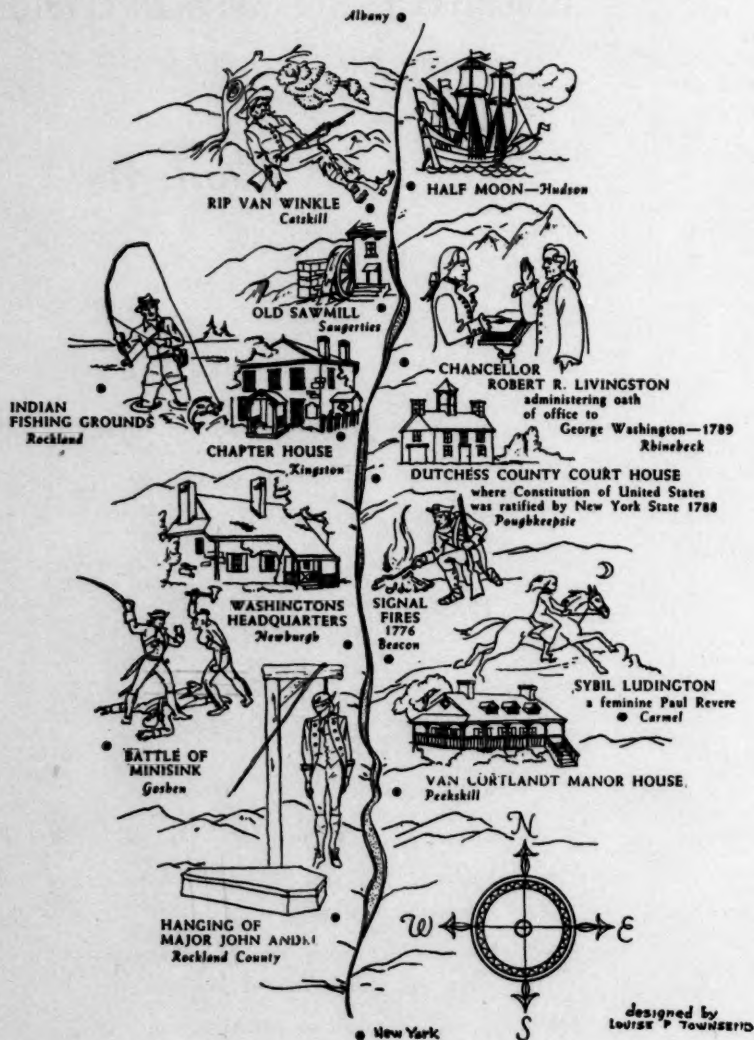 Albany
RIP VAN WINKLE
Catskill
HALF MOON—Hudson
OLD SAWMILL
Saugerties
CHANCELLOR
ROBERT R. LIVINGSTON
administering oath
of office to
George Washington—1789
Rhinebeck
INDIAN
FISHING GROUNDS
Rockland
CHAPTER HOUSE
Kingston
DUTCHESS COUNTY COURT HOUSE
where Constitution of United States
was ratified by New York State 1788
Poughkeepsie
WASHINGTONS
HEADQUARTERS
Newburgh
SIGNAL
FIRES
1776
Beacon
SYBIL LUDINGTON
a feminine Paul Revere
Carmel
BATTLE OF
MINISINK
Goshen
VAN CORTLANDT MANOR HOUSE
Peekskill
HANGING OF
MAJOR JOHN ANDRE
Rockland County
N
W
E
S
New York
designed by
LOUISE P TOWNSEND